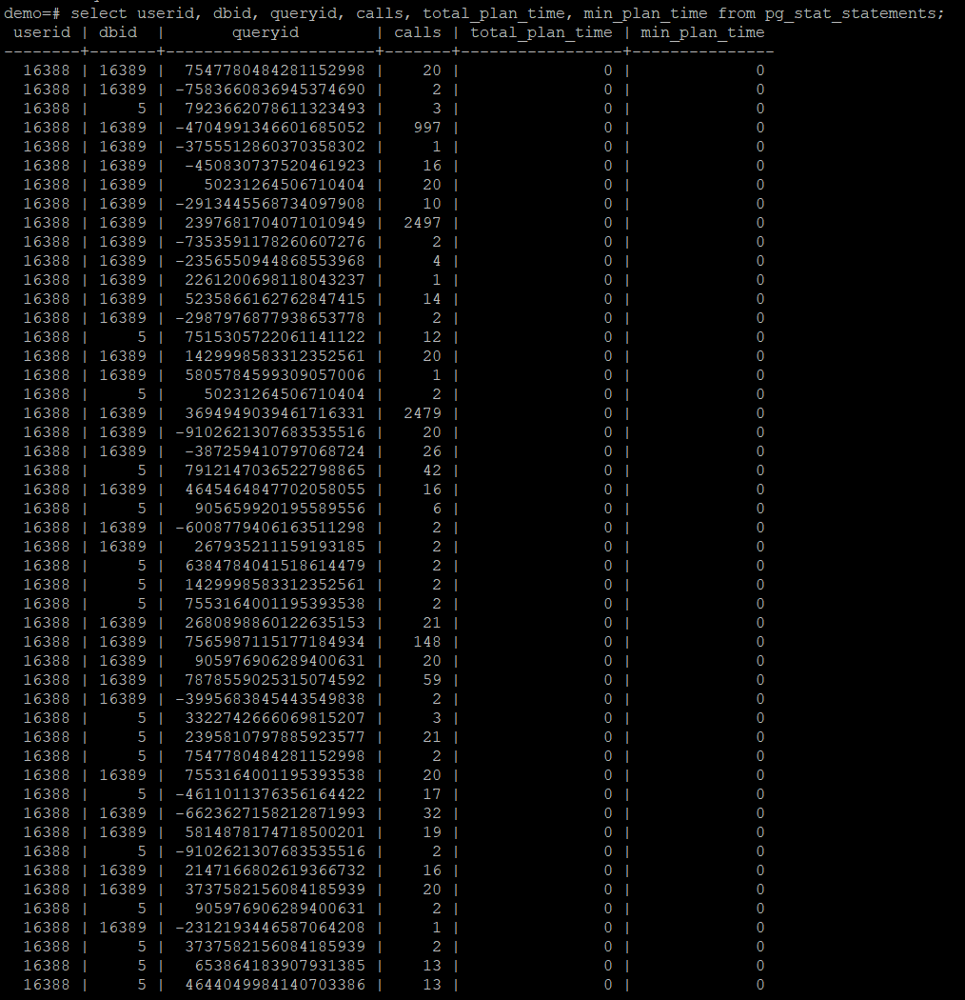 demo=# select userid, dbid, queryid, calls, total_plan_time, min_plan_time from pg_stat_statements;
 userid | dbid  |       queryid        | calls | total_plan_time | min_plan_time
--------+-------+----------------------+-------+-----------------+---------------
  16388 | 16389 |  7547780484281152998 |    20 |               0 |             0
  16388 | 16389 | -7583660836945374690 |     2 |               0 |             0
  16388 |     5 |  7923662078611323493 |     3 |               0 |             0
  16388 | 16389 | -4704991346601685052 |   997 |               0 |             0
  16388 | 16389 | -3755512860370358302 |     1 |               0 |             0
  16388 | 16389 |  -450830737520461923 |    16 |               0 |             0
  16388 | 16389 |    50231264506710404 |    20 |               0 |             0
  16388 | 16389 | -2913445568734097908 |    10 |               0 |             0
  16388 | 16389 |  2397681704071010949 |  2497 |               0 |             0
  16388 | 16389 | -7353591178260607276 |     2 |               0 |             0
  16388 | 16389 | -2356550944868553968 |     4 |               0 |             0
  16388 | 16389 |  2261200698118043237 |     1 |               0 |             0
  16388 | 16389 |  5235866162762847415 |    14 |               0 |             0
  16388 | 16389 | -2987976877938653778 |     2 |               0 |             0
  16388 |     5 |  7515305722061141122 |    12 |               0 |             0
  16388 | 16389 |  1429998583312352561 |    20 |               0 |             0
  16388 | 16389 |  5805784599309057006 |     1 |               0 |             0
  16388 |     5 |    50231264506710404 |     2 |               0 |             0
  16388 | 16389 |  3694949039461716331 |  2479 |               0 |             0
  16388 | 16389 | -9102621307683535516 |    20 |               0 |             0
  16388 | 16389 |  -387259410797068724 |    26 |               0 |             0
  16388 |     5 |  7912147036522798865 |    42 |               0 |             0
  16388 | 16389 |  4645464847702058055 |    16 |               0 |             0
  16388 |     5 |   905659920195589556 |     6 |               0 |             0
  16388 | 16389 | -6008779406163511298 |     2 |               0 |             0
  16388 | 16389 |   267935211159193185 |     2 |               0 |             0
  16388 |     5 |  6384784041518614479 |     2 |               0 |             0
  16388 |     5 |  1429998583312352561 |     2 |               0 |             0
  16388 |     5 |  7553164001195393538 |     2 |               0 |             0
  16388 | 16389 |  2680898860122635153 |    21 |               0 |             0
  16388 | 16389 |  7565987115177184934 |   148 |               0 |             0
  16388 | 16389 |   905976906289400631 |    20 |               0 |             0
  16388 | 16389 |  7878559025315074592 |    59 |               0 |             0
  16388 | 16389 | -3995683845443549838 |     2 |               0 |             0
  16388 |     5 |  3322742666069815207 |     3 |               0 |             0
  16388 |     5 |  2395810797885923577 |    21 |               0 |             0
  16388 |     5 |  7547780484281152998 |     2 |               0 |             0
  16388 | 16389 |  7553164001195393538 |    20 |               0 |             0
  16388 |     5 | -4611011376356164422 |    17 |               0 |             0
  16388 | 16389 | -6623627158212871993 |    32 |               0 |             0
  16388 | 16389 |  5814878174718500201 |    19 |               0 |             0
  16388 |     5 | -9102621307683535516 |     2 |               0 |             0
  16388 | 16389 |  2147166802619366732 |    16 |               0 |             0
  16388 | 16389 |  3737582156084185939 |    20 |               0 |             0
  16388 |     5 |   905976906289400631 |     2 |               0 |             0
  16388 | 16389 | -2312193446587064208 |     1 |               0 |             0
  16388 |     5 |  3737582156084185939 |     2 |               0 |             0
  16388 |     5 |   653864183907931385 |    13 |               0 |             0
  16388 |     5 |  4644049984140703386 |    13 |               0 |             0